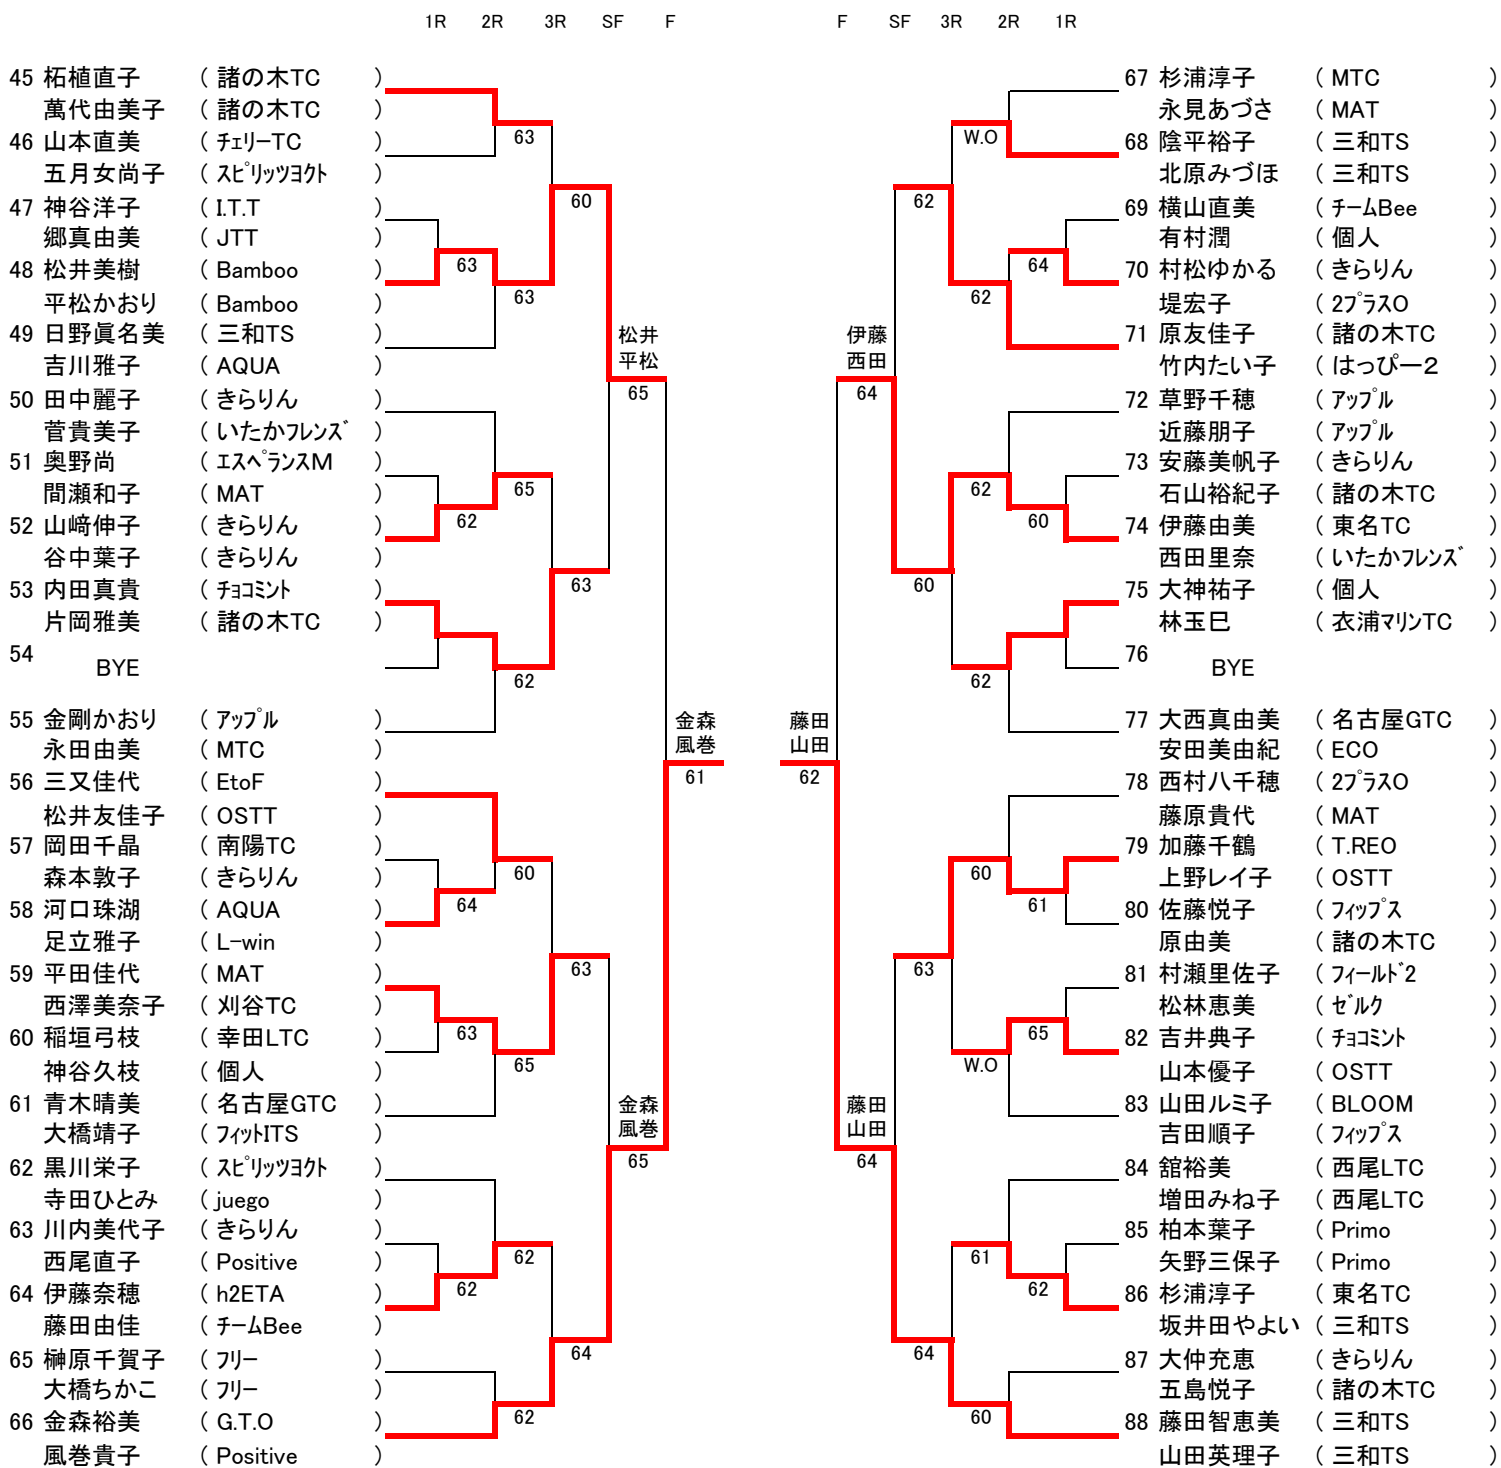 1R 2R 3R SF F F SF 3R 2R 1R
45 柘植直子 ( 諸の木TC )
萬代由美子 ( 諸の木TC )
46 山本直美 ( チェリーTC )
五月女尚子 ( スピリッツヨクト )
47 神谷洋子 ( I.T.T )
郷真由美 ( JTT )
48 松井美樹 ( Bamboo )
平松かおり ( Bamboo )
49 日野眞名美 ( 三和TS )
吉川雅子 ( AQUA )
50 田中麗子 ( きらりん )
菅貴美子 ( いたかフレンズ )
51 奥野尚 ( エスペランスM )
間瀬和子 ( MAT )
52 山﨑伸子 ( きらりん )
谷中葉子 ( きらりん )
53 内田真貴 ( チョコミント )
片岡雅美 ( 諸の木TC )
54
BYE
55 金剛かおり ( アップル )
永田由美 ( MTC )
56 三又佳代 ( EtoF )
松井友佳子 ( OSTT )
57 岡田千晶 ( 南陽TC )
森本敦子 ( きらりん )
58 河口珠湖 ( AQUA )
足立雅子 ( L-win )
59 平田佳代 ( MAT )
西澤美奈子 ( 刈谷TC )
60 稲垣弓枝 ( 幸田LTC )
神谷久枝 ( 個人 )
61 青木晴美 ( 名古屋GTC )
大橋靖子 ( フィットITS )
62 黒川栄子 ( スピリッツヨクト )
寺田ひとみ ( juego )
63 川内美代子 ( きらりん )
西尾直子 ( Positive )
64 伊藤奈穂 ( h2ETA )
藤田由佳 ( チームBee )
65 榊原千賀子 ( フリー )
大橋ちかこ ( フリー )
66 金森裕美 ( G.T.O )
風巻貴子 ( Positive )
63
63
63
62
65
62
64
60
63
65
62
62
62
60
63
63
64
松井
平松
65
金森
風巻
65
金森
風巻
61
藤田
山田
62
伊藤
西田
64
藤田
山田
64
62
60
63
64
W.O
62
62
62
60
W.O
61
60
64
60
61
65
62
67 杉浦淳子 ( MTC )
永見あづさ ( MAT )
68 陰平裕子 ( 三和TS )
北原みづほ ( 三和TS )
69 横山直美 ( チームBee )
有村潤 ( 個人 )
70 村松ゆかる ( きらりん )
堤宏子 ( 2プラスO )
71 原友佳子 ( 諸の木TC )
竹内たい子 ( はっぴー2 )
72 草野千穂 ( アップル )
近藤朋子 ( アップル )
73 安藤美帆子 ( きらりん )
石山裕紀子 ( 諸の木TC )
74 伊藤由美 ( 東名TC )
西田里奈 ( いたかフレンズ )
75 大神祐子 ( 個人 )
林玉巳 ( 衣浦マリンTC )
76
BYE
77 大西真由美 ( 名古屋GTC )
安田美由紀 ( ECO )
78 西村八千穂 ( 2プラスO )
藤原貴代 ( MAT )
79 加藤千鶴 ( T.REO )
上野レイ子 ( OSTT )
80 佐藤悦子 ( フィップス )
原由美 ( 諸の木TC )
81 村瀬里佐子 ( フィールド2 )
松林恵美 ( ゼルク )
82 吉井典子 ( チョコミント )
山本優子 ( OSTT )
83 山田ルミ子 ( BLOOM )
吉田順子 ( フィップス )
84 舘裕美 ( 西尾LTC )
増田みね子 ( 西尾LTC )
85 柏本葉子 ( Primo )
矢野三保子 ( Primo )
86 杉浦淳子 ( 東名TC )
坂井田やよい ( 三和TS )
87 大仲充恵 ( きらりん )
五島悦子 ( 諸の木TC )
88 藤田智恵美 ( 三和TS )
山田英理子 ( 三和TS )